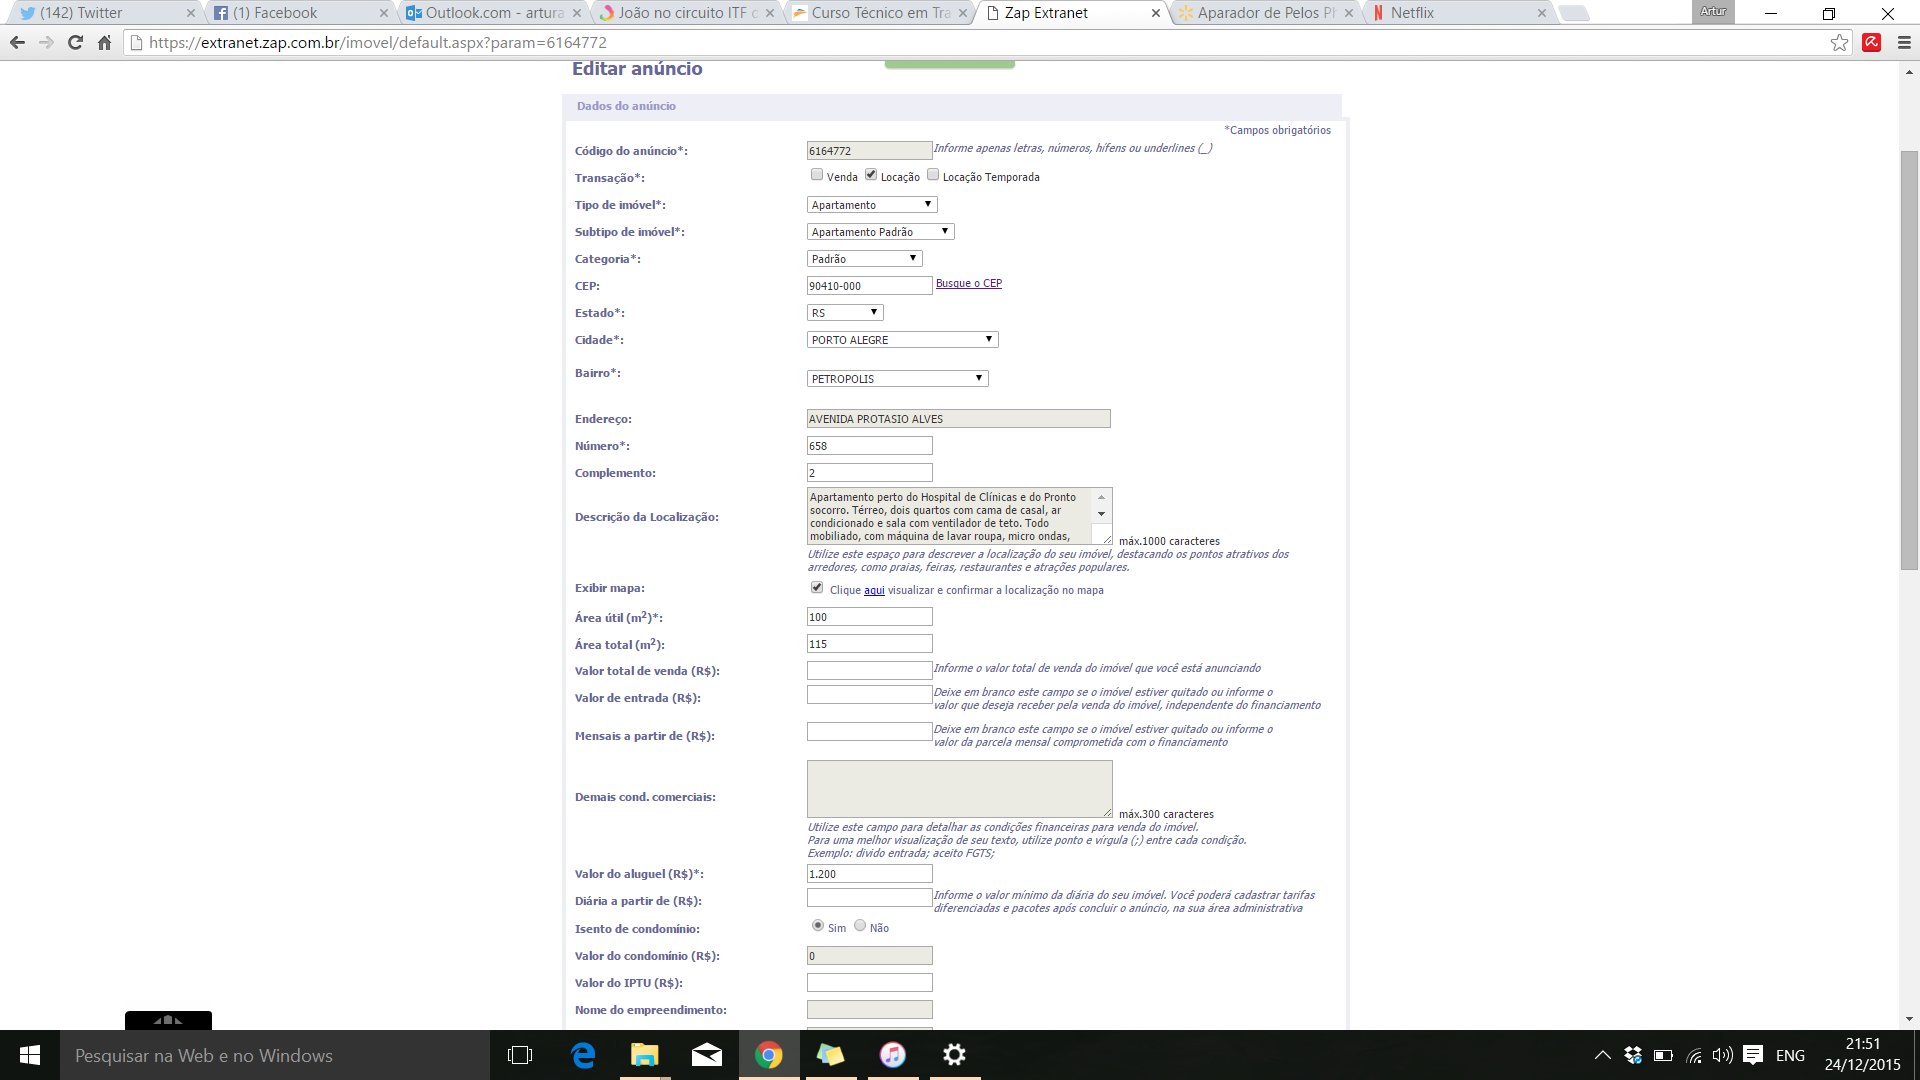 (142) Twitter
(1) Facebook
Outlook.com - artura
João no circuito ITF c
Curso Técnico em Tra
Zap Extranet
Aparador de Pelos Ph
Netflix
Artur
https://extranet.zap.com.br/imovel/default.aspx?param=6164772
Editar anúncio
Dados do anúncio
*Campos obrigatórios
Código do anúncio*: 6164772 Informe apenas letras, números, hífens ou underlines (_)
Transação*: Venda Locação Locação Temporada
Tipo de imóvel*: Apartamento
Subtipo de imóvel*: Apartamento Padrão
Categoria*: Padrão
CEP: 90410-000 Busque o CEP
Estado*: RS
Cidade*: PORTO ALEGRE
Bairro*: PETROPOLIS
Endereço: AVENIDA PROTASIO ALVES
Número*: 658
Complemento: 2
Descrição da Localização:
Apartamento perto do Hospital de Clínicas e do Pronto
socorro. Térreo, dois quartos com cama de casal, ar
condicionado e sala com ventilador de teto. Todo
mobiliado, com máquina de lavar roupa, micro ondas,
máx.1000 caracteres
Utilize este espaço para descrever a localização do seu imóvel, destacando os pontos atrativos dos
arredores, como praias, feiras, restaurantes e atrações populares.
Exibir mapa: Clique aqui visualizar e confirmar a localização no mapa
Área útil (m²)*: 100
Área total (m²): 115
Valor total de venda (R$): Informe o valor total de venda do imóvel que você está anunciando
Valor de entrada (R$): Deixe em branco este campo se o imóvel estiver quitado ou informe o
valor que deseja receber pela venda do imóvel, independente do financiamento
Mensais a partir de (R$): Deixe em branco este campo se o imóvel estiver quitado ou informe o
valor da parcela mensal comprometida com o financiamento
Demais cond. comerciais: máx.300 caracteres
Utilize este campo para detalhar as condições financeiras para venda do imóvel.
Para uma melhor visualização de seu texto, utilize ponto e vírgula (;) entre cada condição.
Exemplo: divido entrada; aceito FGTS;
Valor do aluguel (R$)*: 1.200
Diária a partir de (R$): Informe o valor mínimo da diária do seu imóvel. Você poderá cadastrar tarifas
diferenciadas e pacotes após concluir o anúncio, na sua área administrativa
Isento de condomínio: Sim Não
Valor do condomínio (R$): 0
Valor do IPTU (R$):
Nome do empreendimento:
Pesquisar na Web e no Windows
ENG
21:51
24/12/2015